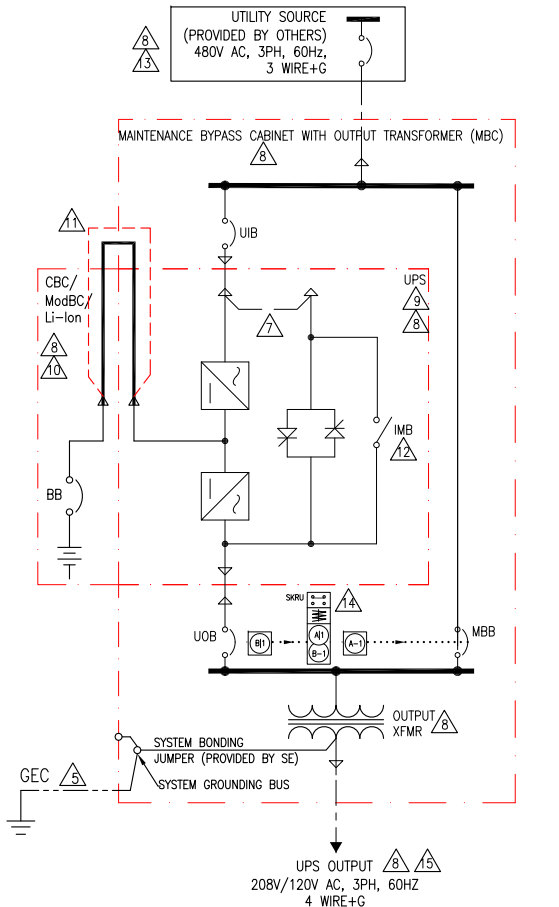 UTILITY SOURCE
(PROVIDED BY OTHERS)
480V AC, 3PH, 60Hz,
3 WIRE+G
8
13
MAINTENANCE BYPASS CABINET WITH OUTPUT TRANSFORMER (MBC)
8
11
UIB
CBC/
ModBC/
Li-Ion
8
10
UPS
9
8
7
IMB
12
BB
SKRU
14
A|1
B-1
UOB
B|1
A-1
MBB
OUTPUT
XFMR
8
SYSTEM BONDING
JUMPER (PROVIDED BY SE)
SYSTEM GROUNDING BUS
GEC
5
UPS OUTPUT
8
15
208V/120V AC, 3PH, 60HZ
4 WIRE+G